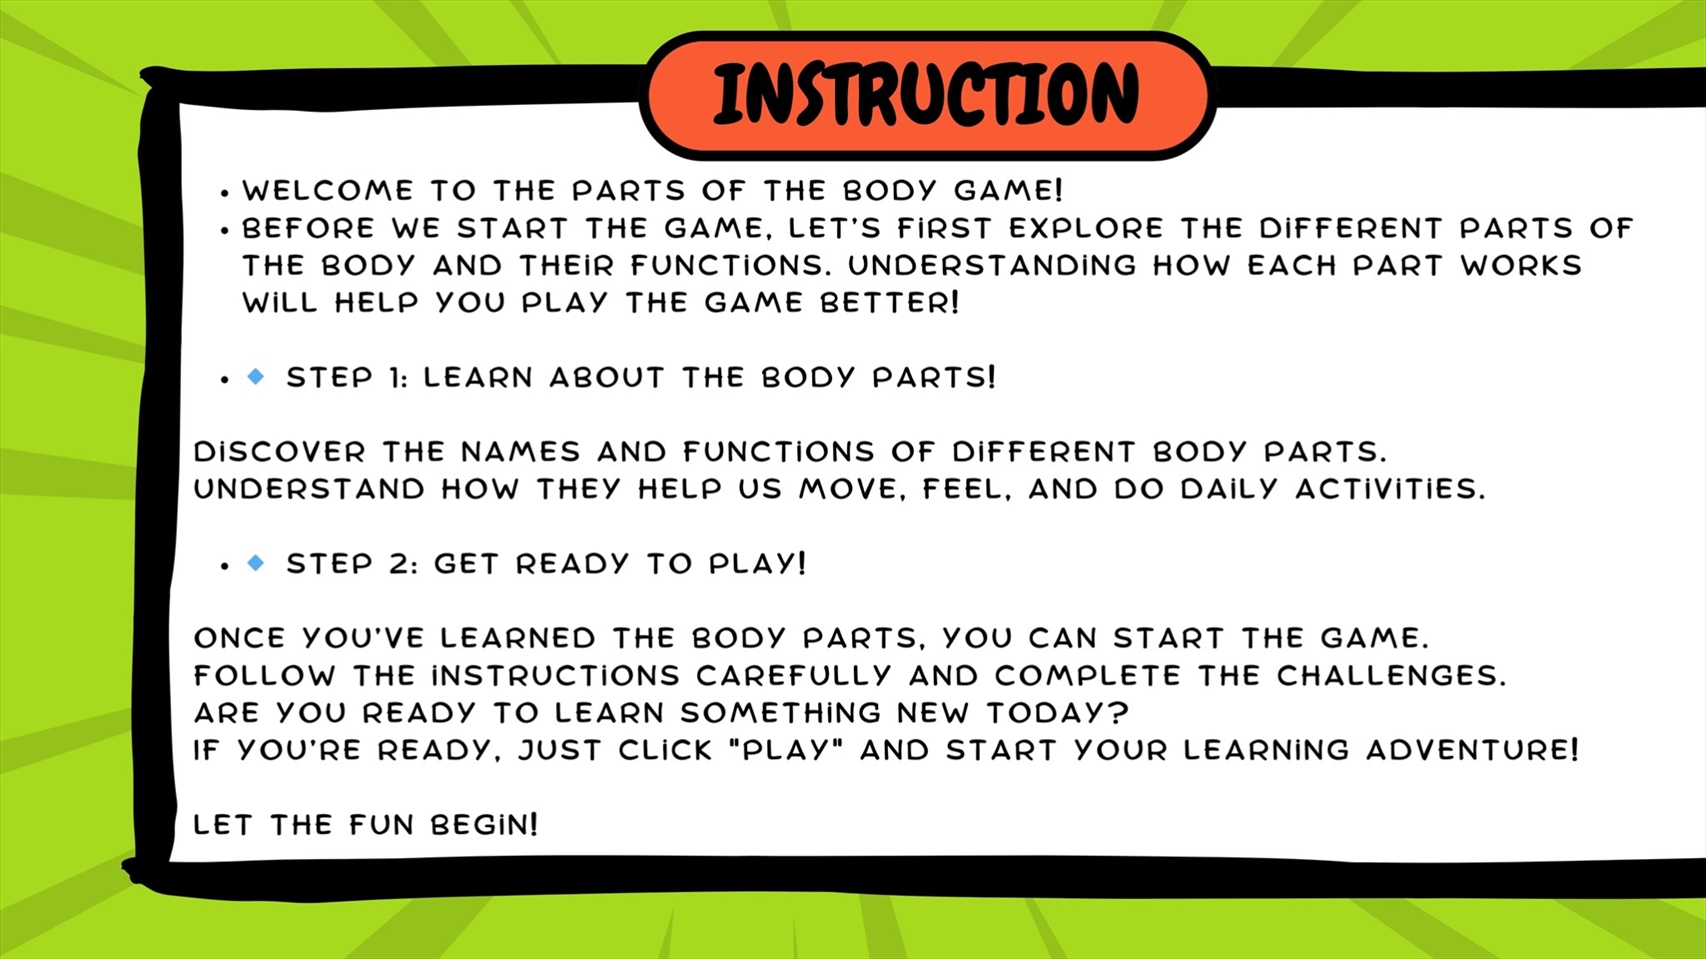 INSTRUCTION
• WELCOME TO THE PARTS OF THE BODY GAME!
• BEFORE WE START THE GAME, LET'S FIRST EXPLORE THE DIFFERENT PARTS OF
THE BODY AND THEIR FUNCTIONS. UNDERSTANDING HOW EACH PART WORKS
WILL HELP YOU PLAY THE GAME BETTER!
• 🔹 STEP 1: LEARN ABOUT THE BODY PARTS!
DISCOVER THE NAMES AND FUNCTIONS OF DIFFERENT BODY PARTS.
UNDERSTAND HOW THEY HELP US MOVE, FEEL, AND DO DAILY ACTIVITIES.
• 🔹 STEP 2: GET READY TO PLAY!
ONCE YOU'VE LEARNED THE BODY PARTS, YOU CAN START THE GAME.
FOLLOW THE INSTRUCTIONS CAREFULLY AND COMPLETE THE CHALLENGES.
ARE YOU READY TO LEARN SOMETHING NEW TODAY?
IF YOU'RE READY, JUST CLICK "PLAY" AND START YOUR LEARNING ADVENTURE!
LET THE FUN BEGIN!